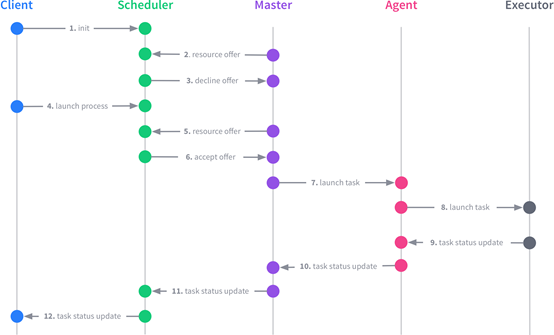 Client Scheduler Master Agent Executor
1. init
2. resource offer
3. decline offer
4. launch process
5. resource offer
6. accept offer
7. launch task
8. launch task
9. task status update
10. task status update
11. task status update
12. task status update